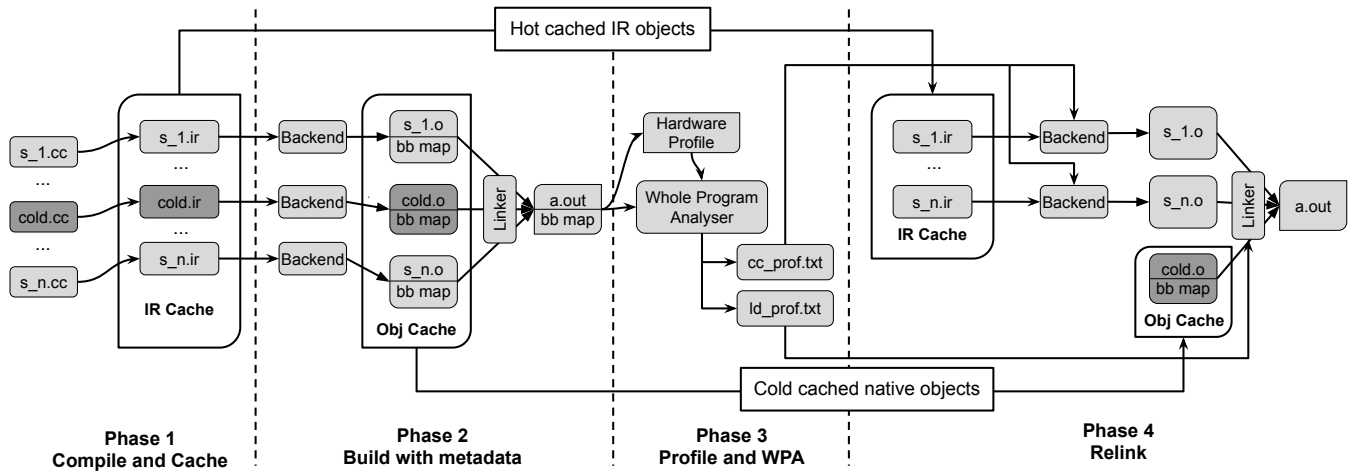 Hot cached IR objects
s_1.cc
...
cold.cc
...
s_n.cc
s_1.ir
...
cold.ir
...
s_n.ir
IR Cache
Backend
Backend
Backend
s_1.o
bb map
cold.o
bb map
s_n.o
bb map
Obj Cache
Linker
a.out
bb map
Hardware
Profile
Whole Program
Analyser
cc_prof.txt
ld_prof.txt
s_1.ir
...
s_n.ir
IR Cache
Backend
Backend
s_1.o
s_n.o
cold.o
bb map
Obj Cache
Linker
a.out
Cold cached native objects
Phase 1
Compile and Cache
Phase 2
Build with metadata
Phase 3
Profile and WPA
Phase 4
Relink